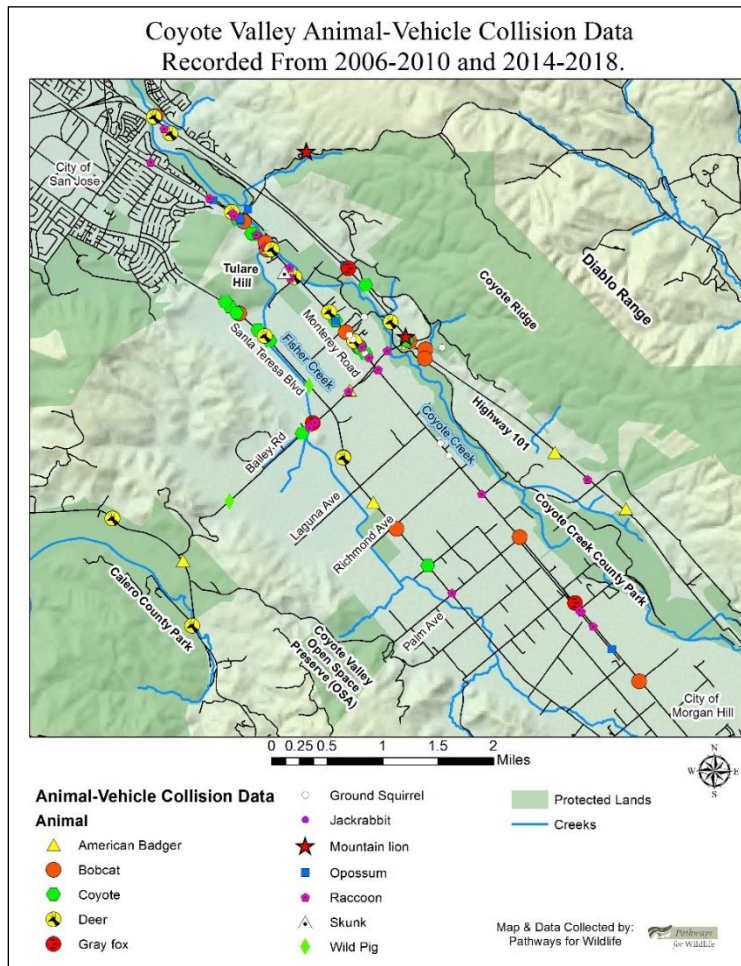 Coyote Valley Animal-Vehicle Collision Data
Recorded From 2006-2010 and 2014-2018.
City of
San Jose
Tulare
Hill
Diablo Range
Coyote Ridge
Monterey Road
Fisher Creek
Santa Teresa Blvd
Highway 101
Coyote Creek
Bailey.Rd
Laguna Ave
Richmond Ave
Coyote Creek County Park
Calero County Park
Palm Ave
Coyote Valley
Open Space
Preserve (OSA)
City of
Morgan Hill
0 0.25 0.5 1 1.5 2
Miles
N
W E
S
Animal-Vehicle Collision Data
Animal
American Badger
Bobcat
Coyote
Deer
Gray fox
Ground Squirrel
Jackrabbit
Mountain lion
Opossum
Raccoon
Skunk
Wild Pig
Protected Lands
Creeks
Map & Data Collected by:
Pathways for Wildlife
Pathways
for Wildlife